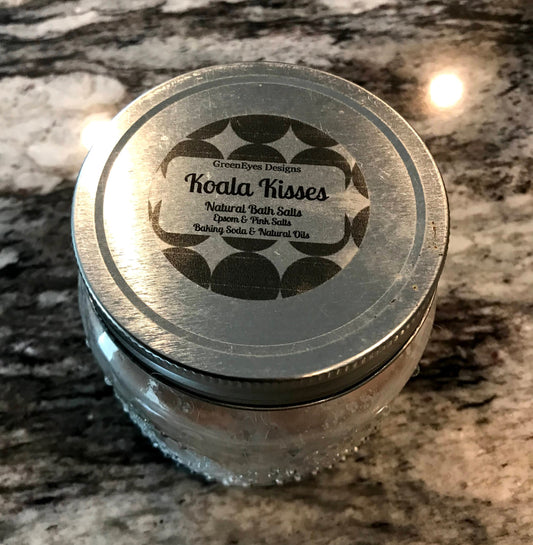 GreenEyes Designs
Koala Kisses
Natural Bath Salts
Epsom & Pink Salts
Baking Soda & Natural Oils